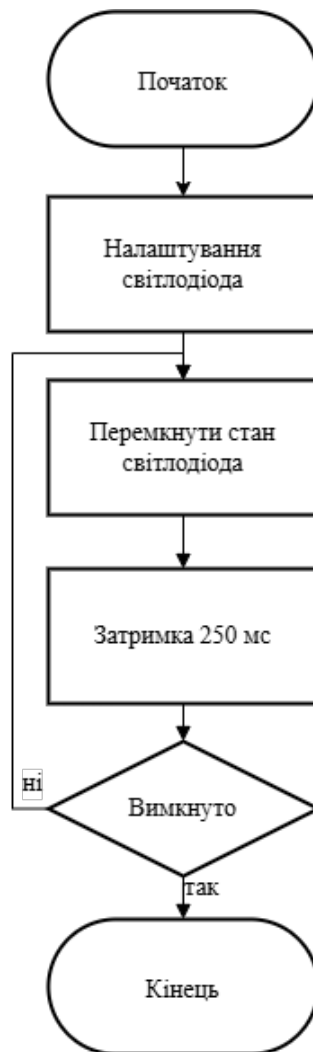 Початок
Налаштування
світлодіода
Перемкнути стан
світлодіода
Затримка 250 мс
ні
Вимкнуто
так
Кінець